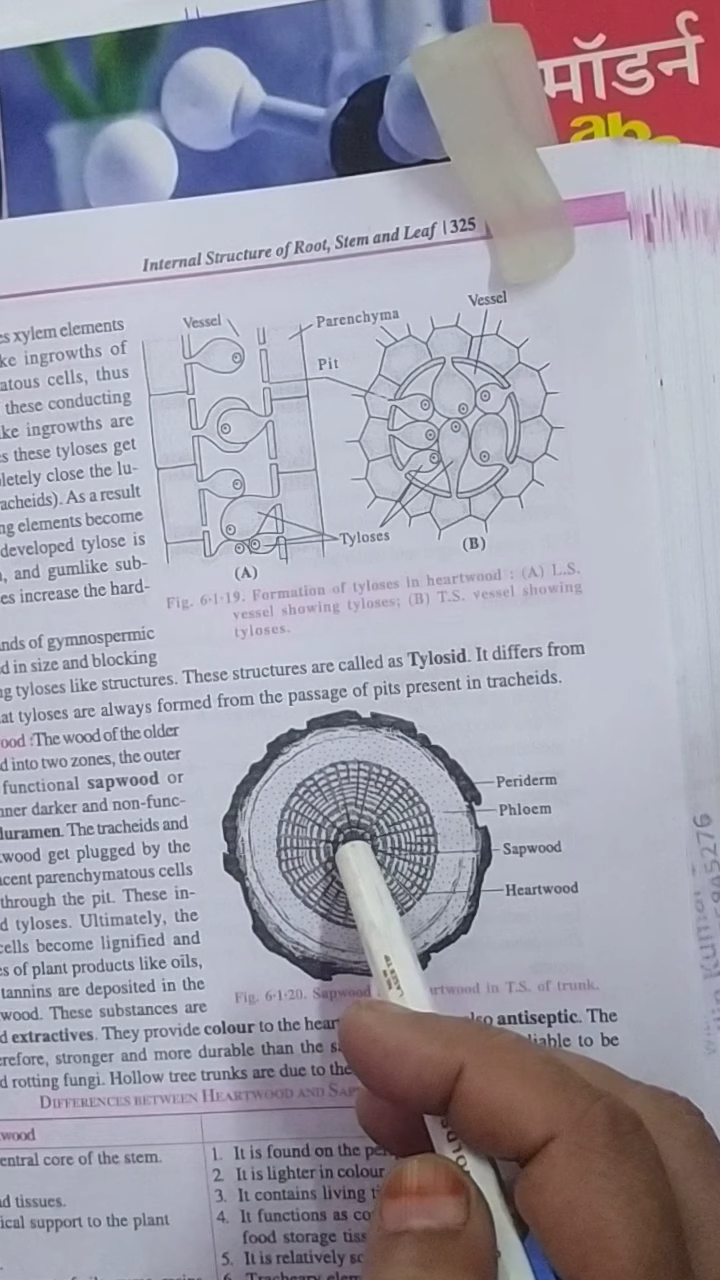 मॉडर्न
abc
Internal Structure of Root, Stem and Leaf | 325
es xylem elements
ke ingrowths of
atous cells, thus
these conducting
ke ingrowths are
es these tyloses get
pletely close the lu-
acheids). As a result
ng elements become
developed tylose is
, and gumlike sub-
es increase the hard-
Vessel
Parenchyma
Pit
Vessel
Tyloses
(A)
(B)
Fig. 6·1·19. Formation of tyloses in heartwood : (A) L.S.
vessel showing tyloses; (B) T.S. vessel showing
tyloses.
nds of gymnospermic
d in size and blocking
ng tyloses like structures. These structures are called as Tylosid. It differs from
at tyloses are always formed from the passage of pits present in tracheids.
ood :The wood of the older
d into two zones, the outer
functional sapwood or
nner darker and non-func-
duramen. The tracheids and
wood get plugged by the
acent parenchymatous cells
through the pit. These in-
d tyloses. Ultimately, the
cells become lignified and
es of plant products like oils,
tannins are deposited in the
wood. These substances are
Periderm
Phloem
Sapwood
Heartwood
Fig. 6·1·20. Sapwood rtwood in T.S. of trunk.
d extractives. They provide colour to the hear lso antiseptic. The
erefore, stronger and more durable than the s liable to be
d rotting fungi. Hollow tree trunks are due to the
DIFFERENCES BETWEEN HEARTWOOD AND SAP
wood
entral core of the stem.
d tissues.
ical support to the plant
1. It is found on the pe
2. It is lighter in colour
3. It contains living t
4. It functions as co
food storage tiss
5. It is relatively so
6. Tracheary elem